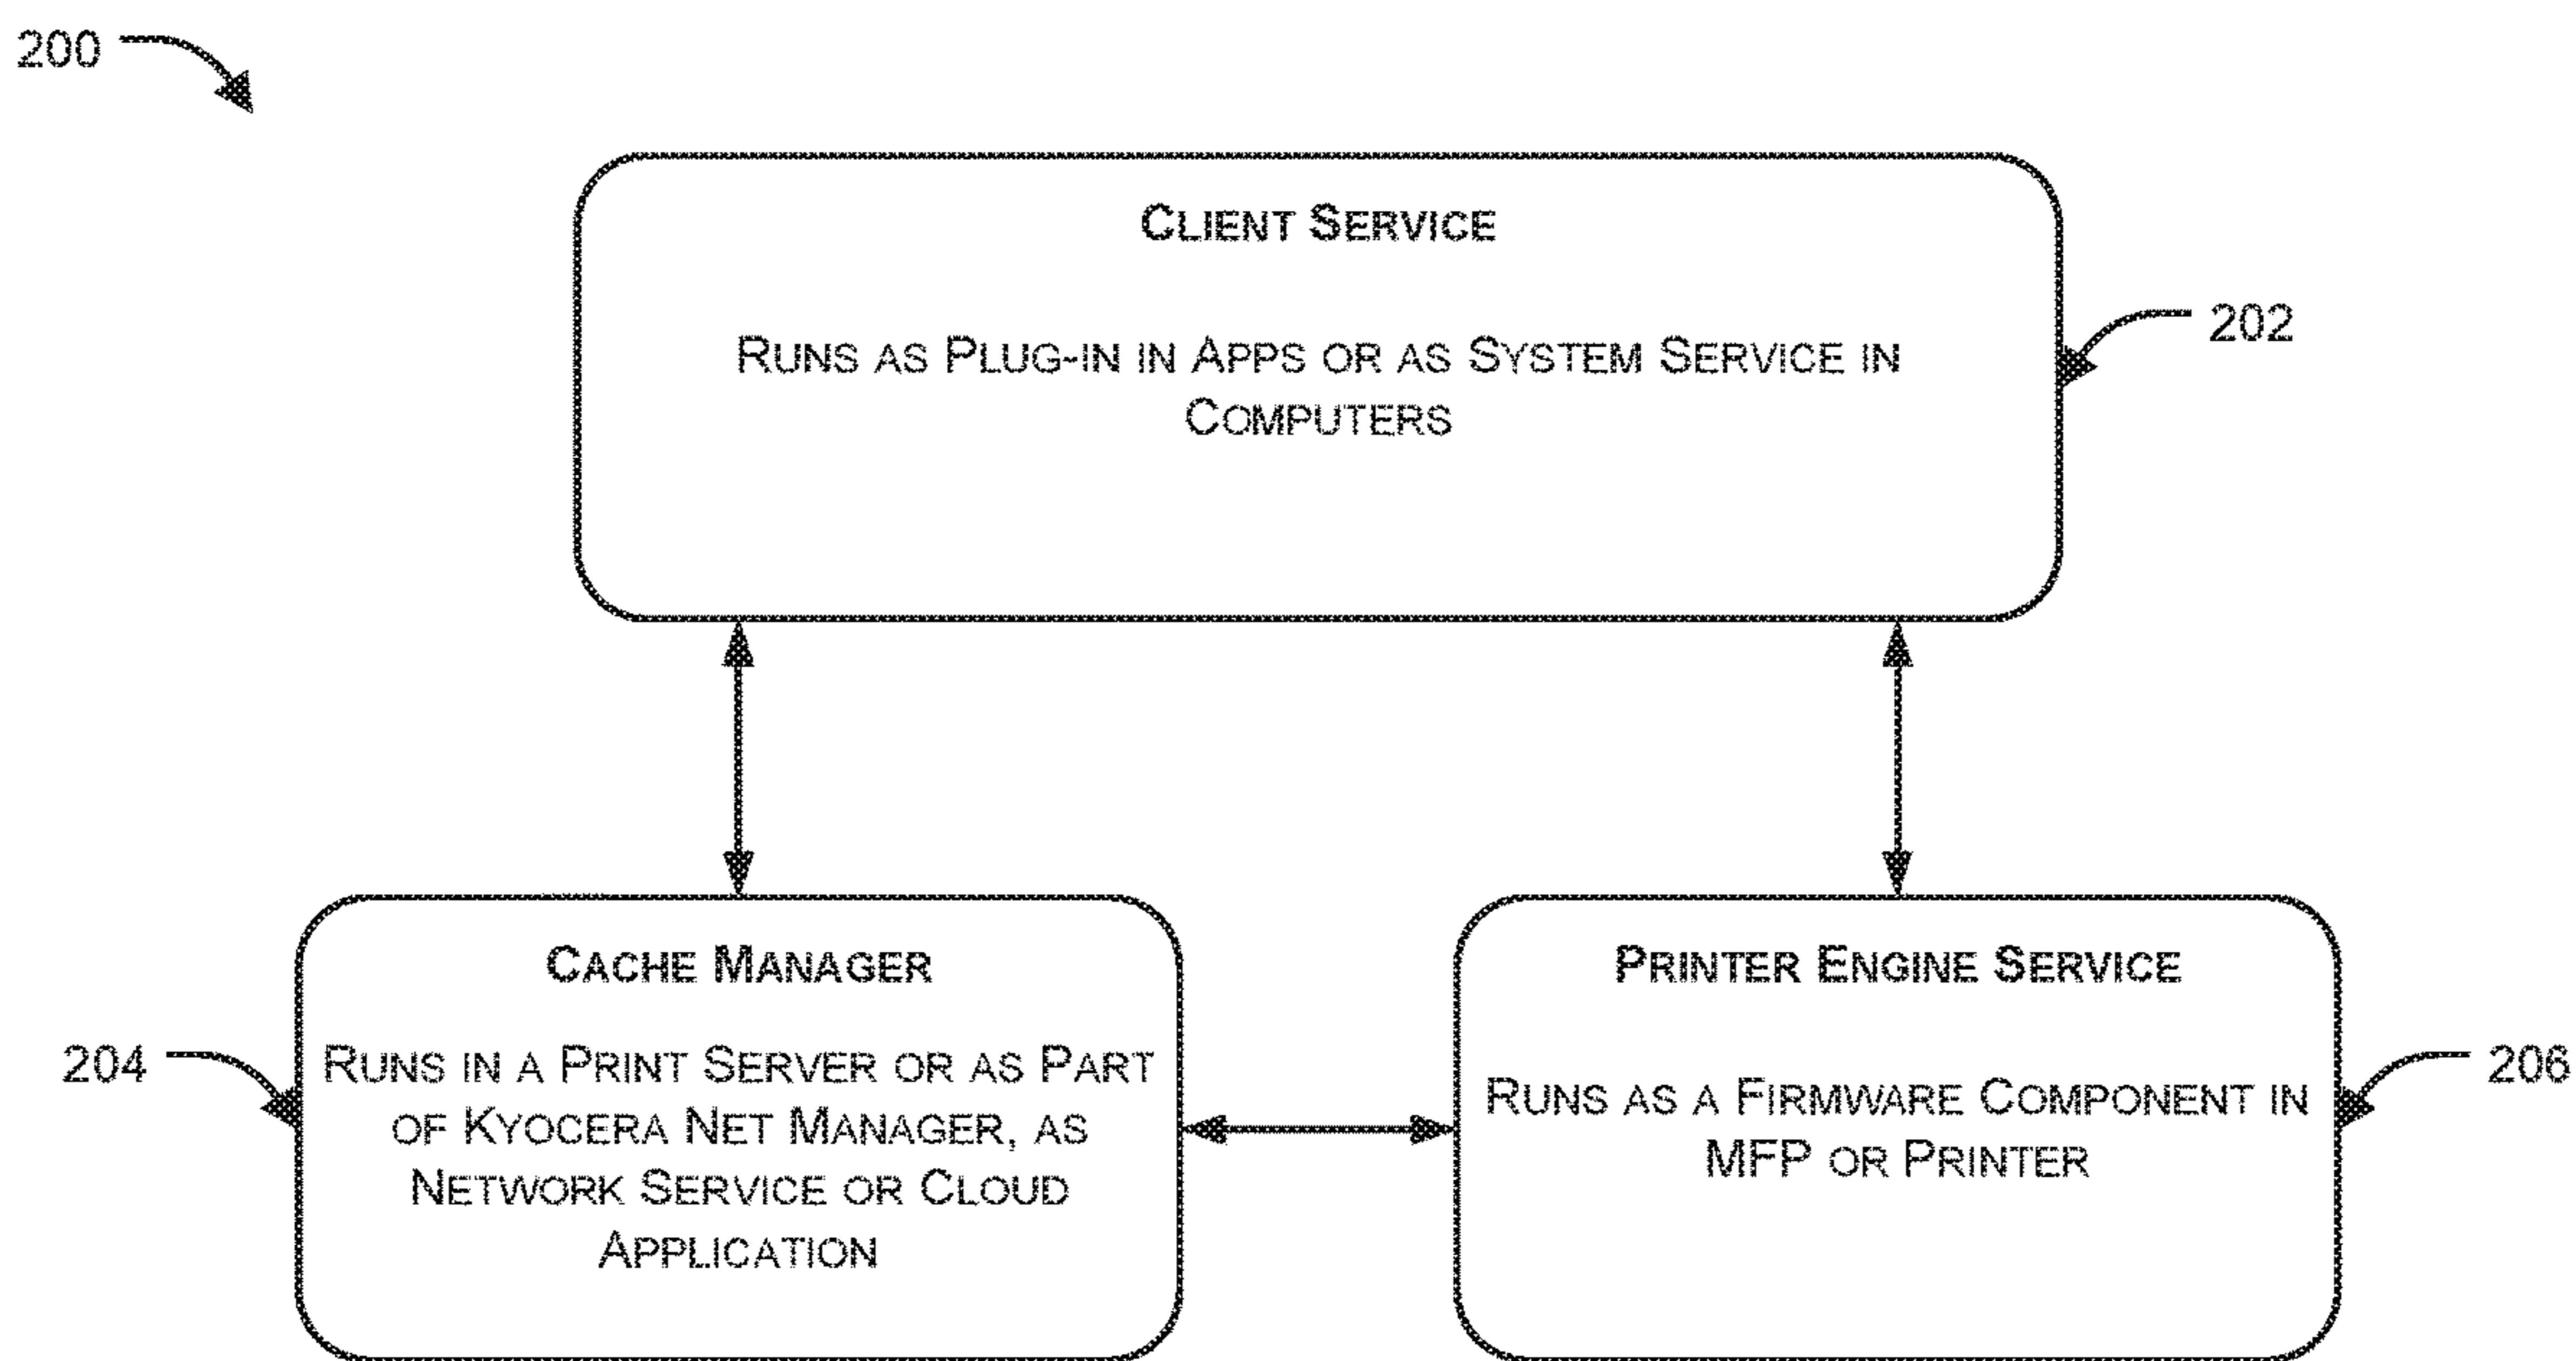 200
CLIENT SERVICE
RUNS AS PLUG-IN IN APPS OR AS SYSTEM SERVICE IN
COMPUTERS
202
CACHE MANAGER
RUNS IN A PRINT SERVER OR AS PART
OF KYOCERA NET MANAGER, AS
NETWORK SERVICE OR CLOUD
APPLICATION
204
PRINTER ENGINE SERVICE
RUNS AS A FIRMWARE COMPONENT IN
MFP OR PRINTER
206